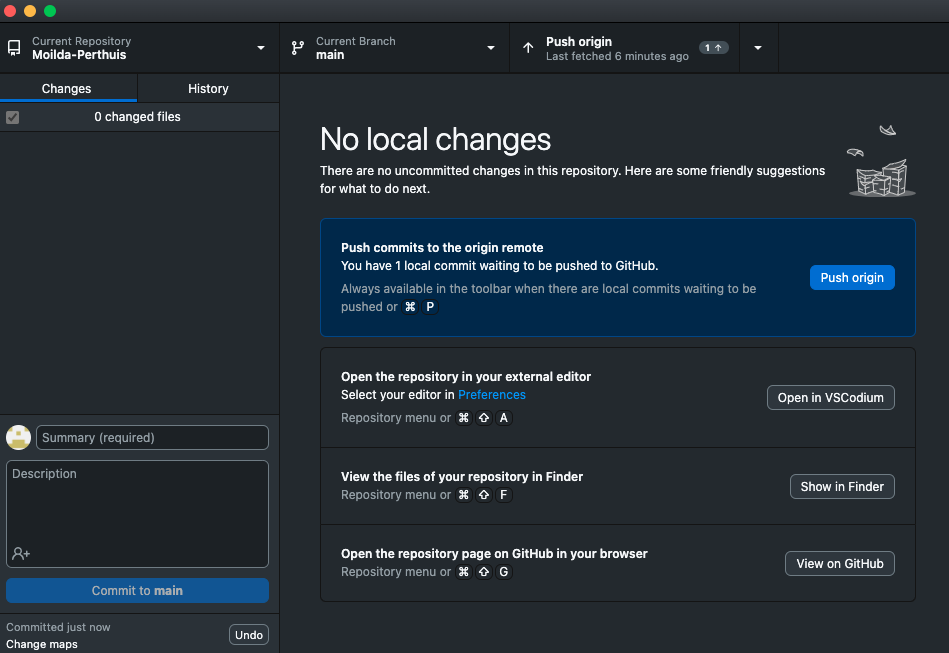 Current Repository
Moilda-Perthuis
Current Branch
main
Push origin
Last fetched 6 minutes ago
1
Changes
History
0 changed files
No local changes
There are no uncommitted changes in this repository. Here are some friendly suggestions
for what to do next.
Push commits to the origin remote
You have 1 local commit waiting to be pushed to GitHub.
Always available in the toolbar when there are local commits waiting to be
pushed or ⌘ P
Push origin
Open the repository in your external editor
Select your editor in Preferences
Repository menu or ⌘ ⇧ A
Open in VSCodium
View the files of your repository in Finder
Repository menu or ⌘ ⇧ F
Show in Finder
Open the repository page on GitHub in your browser
Repository menu or ⌘ ⇧ G
View on GitHub
Summary (required)
Description
Commit to main
Committed just now
Change maps
Undo